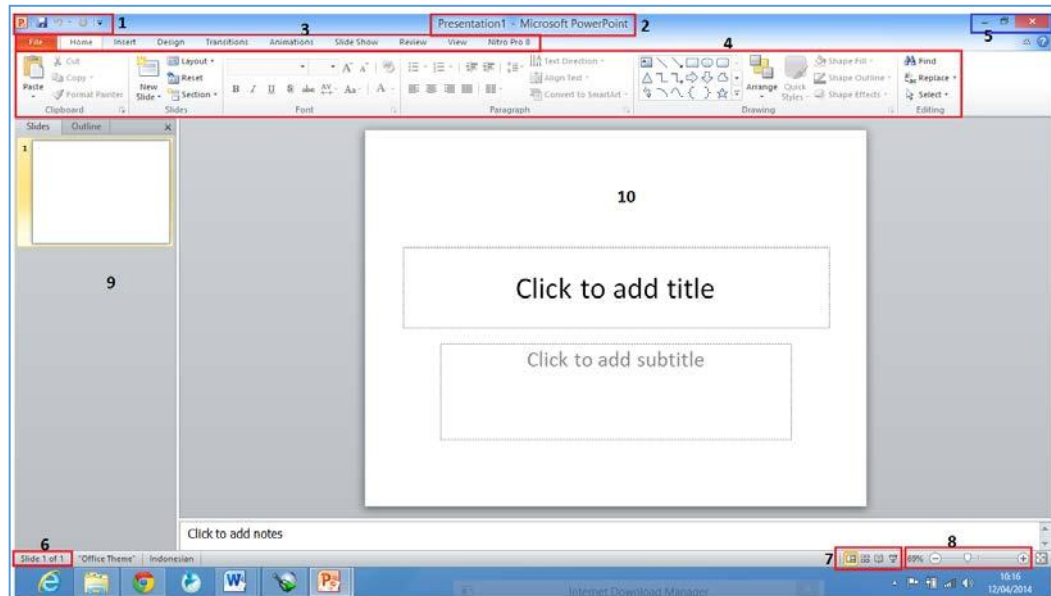 1
Presentation1 - Microsoft PowerPoint
2
5
3
4
File Home Insert Design Transitions Animations Slide Show Review View Nitro Pro 8
Paste
Cut
Copy
Format Painter
Clipboard
New
Slide
Layout
Reset
Section
Slides
B I U S abc AV Aa A
Font
Text Direction
Align Text
Convert to SmartArt
Paragraph
Arrange
Quick
Styles
Shape Fill
Shape Outline
Shape Effects
Drawing
Find
Replace
Select
Editing
Slides Outline
1
9
10
Click to add title
Click to add subtitle
Click to add notes
6
7
8
Slide 1 of 1 "Office Theme" Indonesian 69%
Internet Download Manager
10:16
12/04/2014